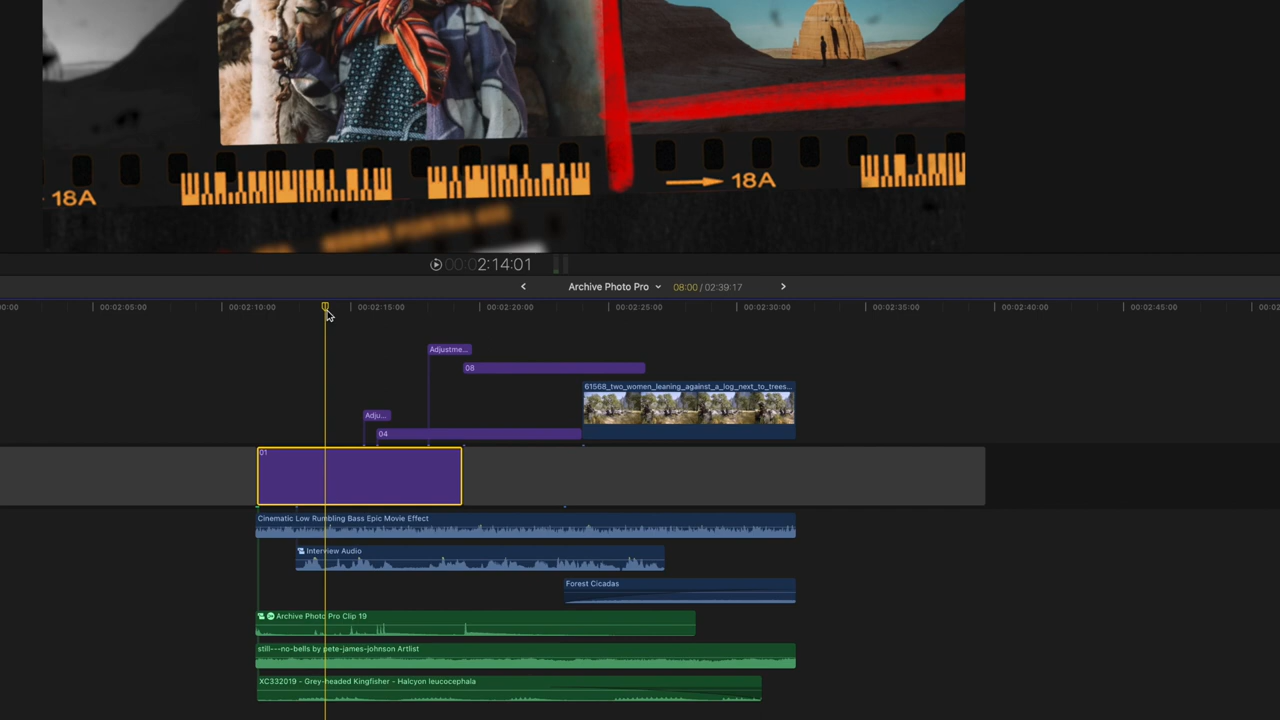 18A
18A
00:02:14:01
Archive Photo Pro
08:00 / 02:39:17
00:02:05:00
00:02:10:00
00:02:15:00
00:02:20:00
00:02:25:00
00:02:30:00
00:02:35:00
00:02:40:00
00:02:45:00
Adjustme...
08
61568_two_women_leaning_against_a_log_next_to_trees...
Adju...
04
01
Cinematic Low Rumbling Bass Epic Movie Effect
Interview Audio
Forest Cicadas
Archive Photo Pro Clip 19
still---no-bells by pete-james-johnson Artlist
XC332019 - Grey-headed Kingfisher - Halcyon leucocephala